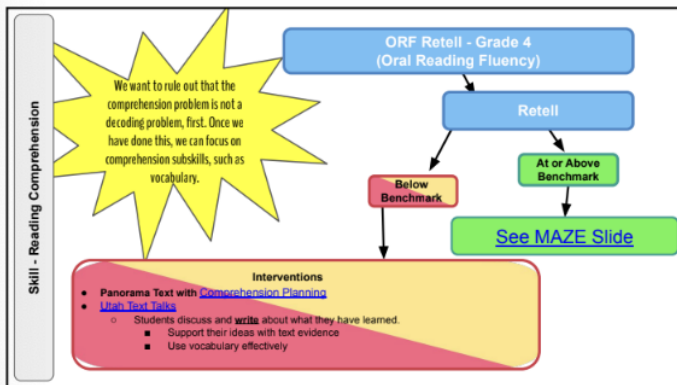 Skill - Reading Comprehension
We want to rule out that the
comprehension problem is not a
decoding problem, first. Once we
have done this, we can focus on
comprehension subskills, such as
vocabulary.
ORF Retell - Grade 4
(Oral Reading Fluency)
Retell
Below
Benchmark
At or Above
Benchmark
See MAZE Slide
Interventions
● Panorama Text with Comprehension Planning
● Utah Text Talks
○ Students discuss and write about what they have learned.
■ Support their ideas with text evidence
■ Use vocabulary effectively